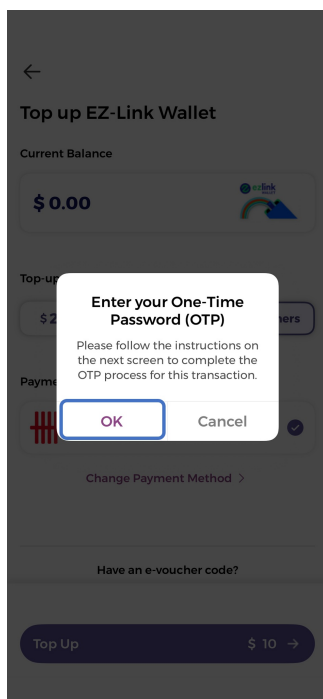 Top up EZ-Link Wallet
Current Balance
$ 0.00
ezlink
Top-up
$ 2
Enter your One-Time
Password (OTP)
Please follow the instructions on
the next screen to complete the
OTP process for this transaction.
OK Cancel
Change Payment Method >
Have an e-voucher code?
Top Up $ 10 →